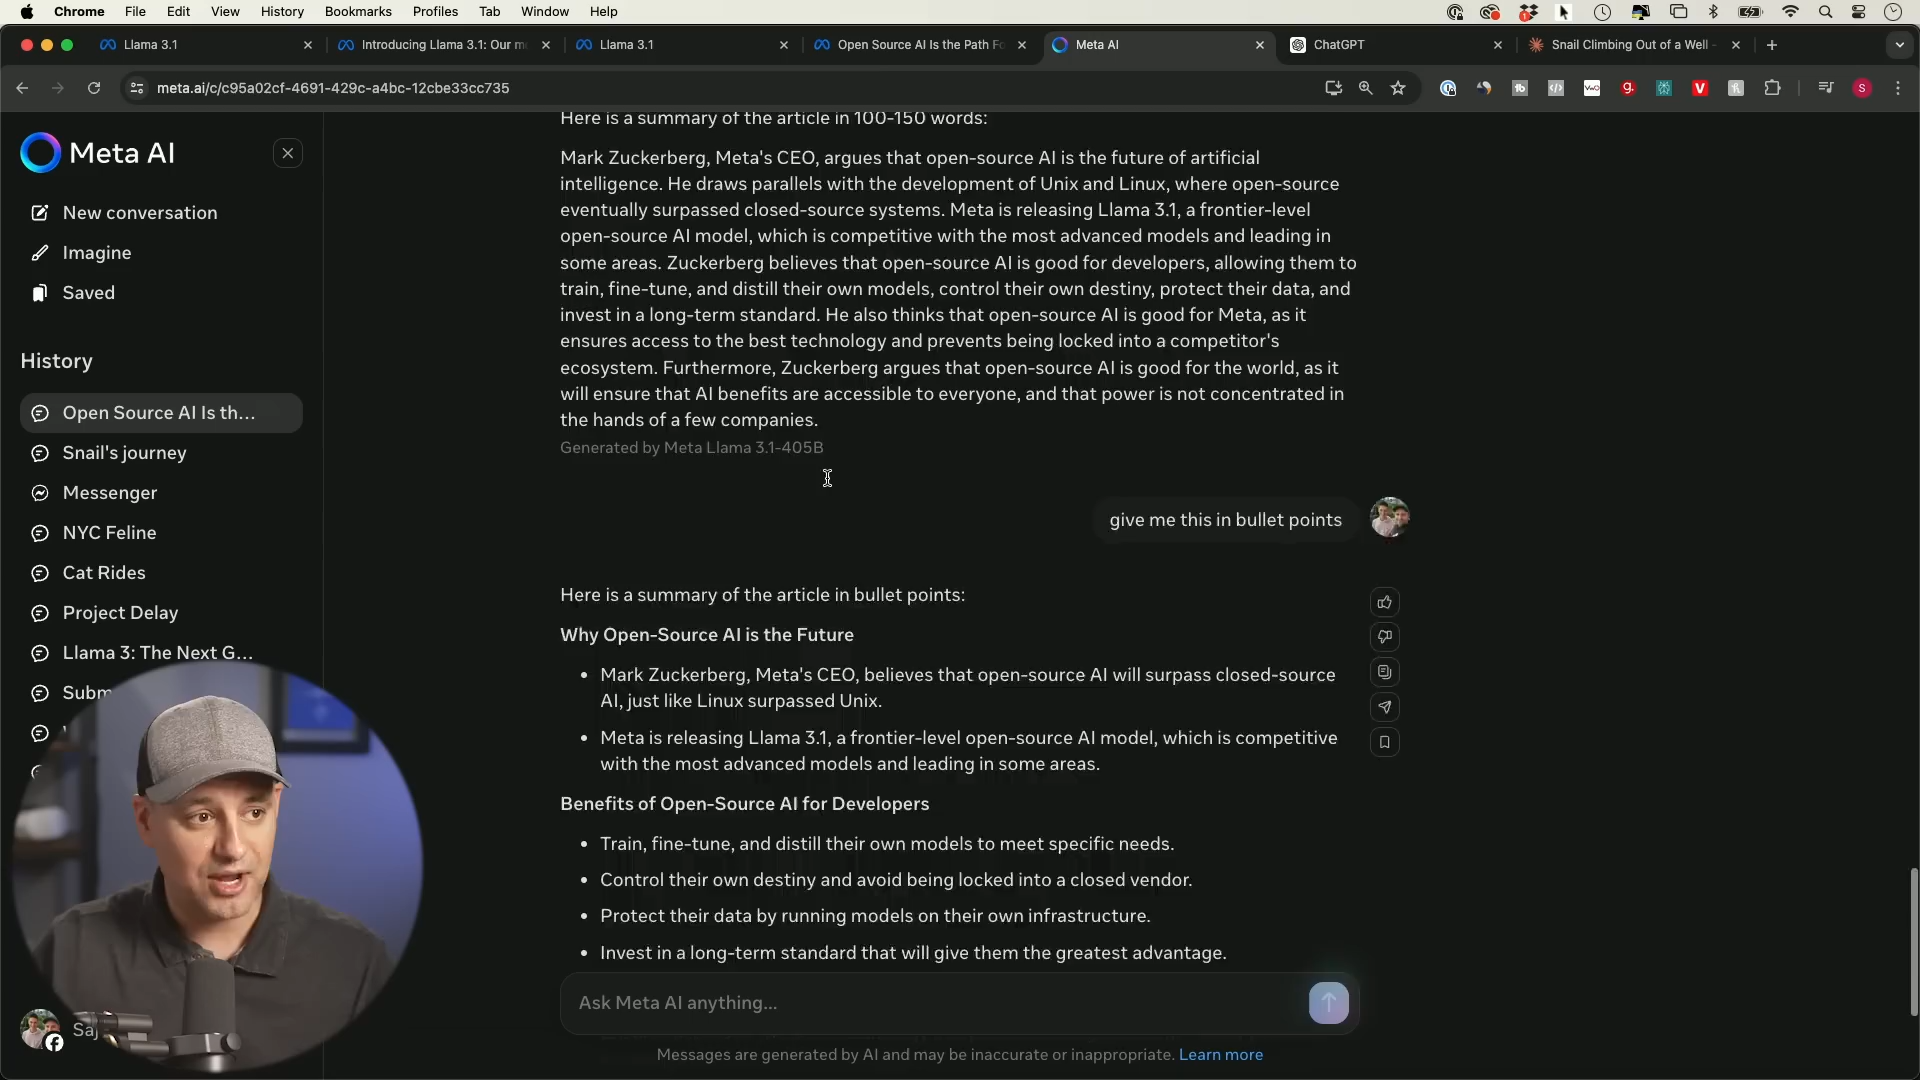 Chrome File Edit View History Bookmarks Profiles Tab Window Help
Llama 3.1
Introducing Llama 3.1: Our m
Llama 3.1
Open Source AI Is the Path Fo
Meta AI
ChatGPT
Snail Climbing Out of a Well -
meta.ai/c/c95a02cf-4691-429c-a4bc-12cbe33cc735
Meta AI
New conversation
Imagine
Saved
History
Open Source AI Is th...
Snail's journey
Messenger
NYC Feline
Cat Rides
Project Delay
Llama 3: The Next G...
Subm
Saj
Here is a summary of the article in 100-150 words:
Mark Zuckerberg, Meta's CEO, argues that open-source AI is the future of artificial
intelligence. He draws parallels with the development of Unix and Linux, where open-source
eventually surpassed closed-source systems. Meta is releasing Llama 3.1, a frontier-level
open-source AI model, which is competitive with the most advanced models and leading in
some areas. Zuckerberg believes that open-source AI is good for developers, allowing them to
train, fine-tune, and distill their own models, control their own destiny, protect their data, and
invest in a long-term standard. He also thinks that open-source AI is good for Meta, as it
ensures access to the best technology and prevents being locked into a competitor's
ecosystem. Furthermore, Zuckerberg argues that open-source AI is good for the world, as it
will ensure that AI benefits are accessible to everyone, and that power is not concentrated in
the hands of a few companies.
Generated by Meta Llama 3.1-405B
give me this in bullet points
Here is a summary of the article in bullet points:
Why Open-Source AI is the Future
• Mark Zuckerberg, Meta's CEO, believes that open-source AI will surpass closed-source
AI, just like Linux surpassed Unix.
• Meta is releasing Llama 3.1, a frontier-level open-source AI model, which is competitive
with the most advanced models and leading in some areas.
Benefits of Open-Source AI for Developers
• Train, fine-tune, and distill their own models to meet specific needs.
• Control their own destiny and avoid being locked into a closed vendor.
• Protect their data by running models on their own infrastructure.
• Invest in a long-term standard that will give them the greatest advantage.
Ask Meta AI anything...
Messages are generated by AI and may be inaccurate or inappropriate. Learn more